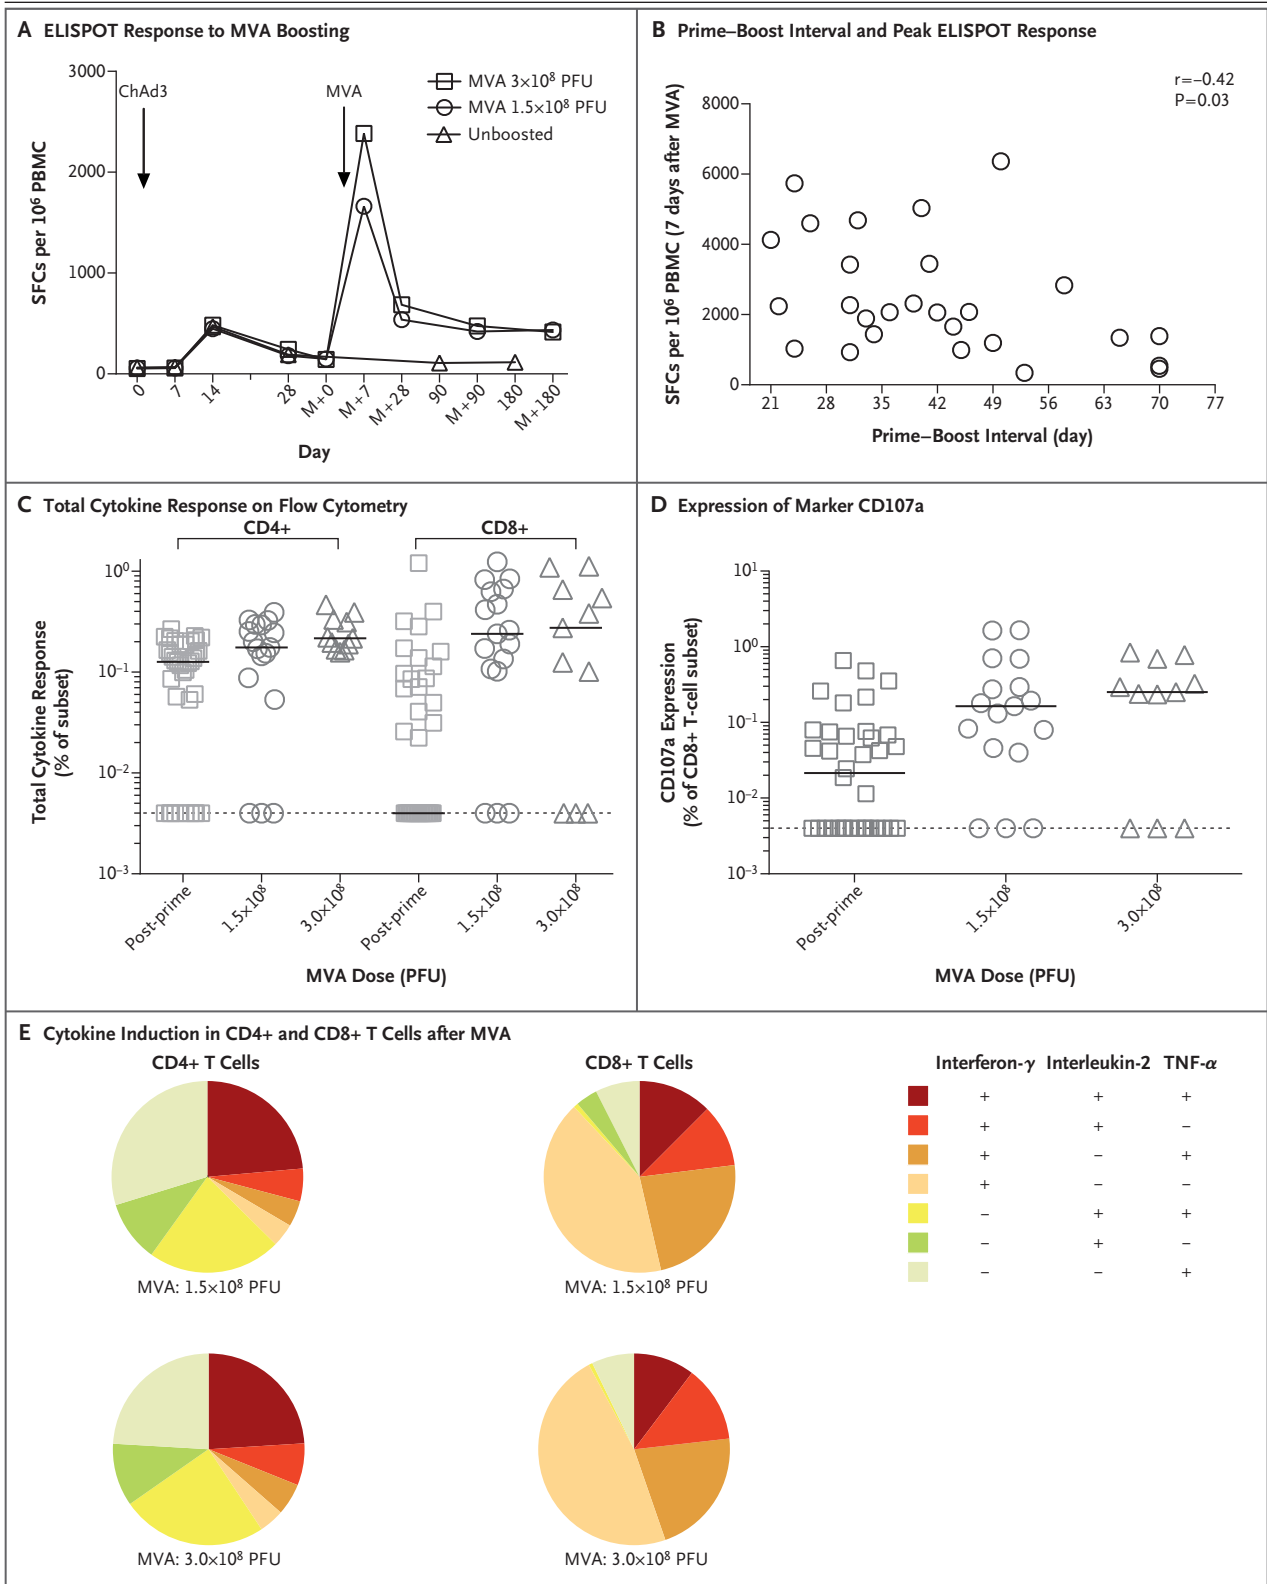 A ELISPOT Response to MVA Boosting
3000
2000
1000
0
SFCs per 10⁶ PBMC
ChAd3
MVA
MVA 3×10⁸ PFU
MVA 1.5×10⁸ PFU
Unboosted
0 7 14 28 M+0 M+7 M+28 90 M+90 180 M+180
Day
B Prime–Boost Interval and Peak ELISPOT Response
r=–0.42
P=0.03
8000
6000
4000
2000
0
SFCs per 10⁶ PBMC (7 days after MVA)
21 28 35 42 49 56 63 70 77
Prime–Boost Interval (day)
C Total Cytokine Response on Flow Cytometry
CD4+ CD8+
10⁰
10⁻¹
10⁻²
10⁻³
Total Cytokine Response
(% of subset)
Post-prime 1.5×10⁸ 3.0×10⁸ Post-prime 1.5×10⁸ 3.0×10⁸
MVA Dose (PFU)
D Expression of Marker CD107a
10¹
10⁰
10⁻¹
10⁻²
10⁻³
CD107a Expression
(% of CD8+ T-cell subset)
Post-prime 1.5×10⁸ 3.0×10⁸
MVA Dose (PFU)
E Cytokine Induction in CD4+ and CD8+ T Cells after MVA
CD4+ T Cells
CD8+ T Cells
MVA: 1.5×10⁸ PFU
MVA: 1.5×10⁸ PFU
MVA: 3.0×10⁸ PFU
MVA: 3.0×10⁸ PFU
Interferon-γ Interleukin-2 TNF-α
+ + +
+ + –
+ – +
+ – –
– + +
– + –
– – +